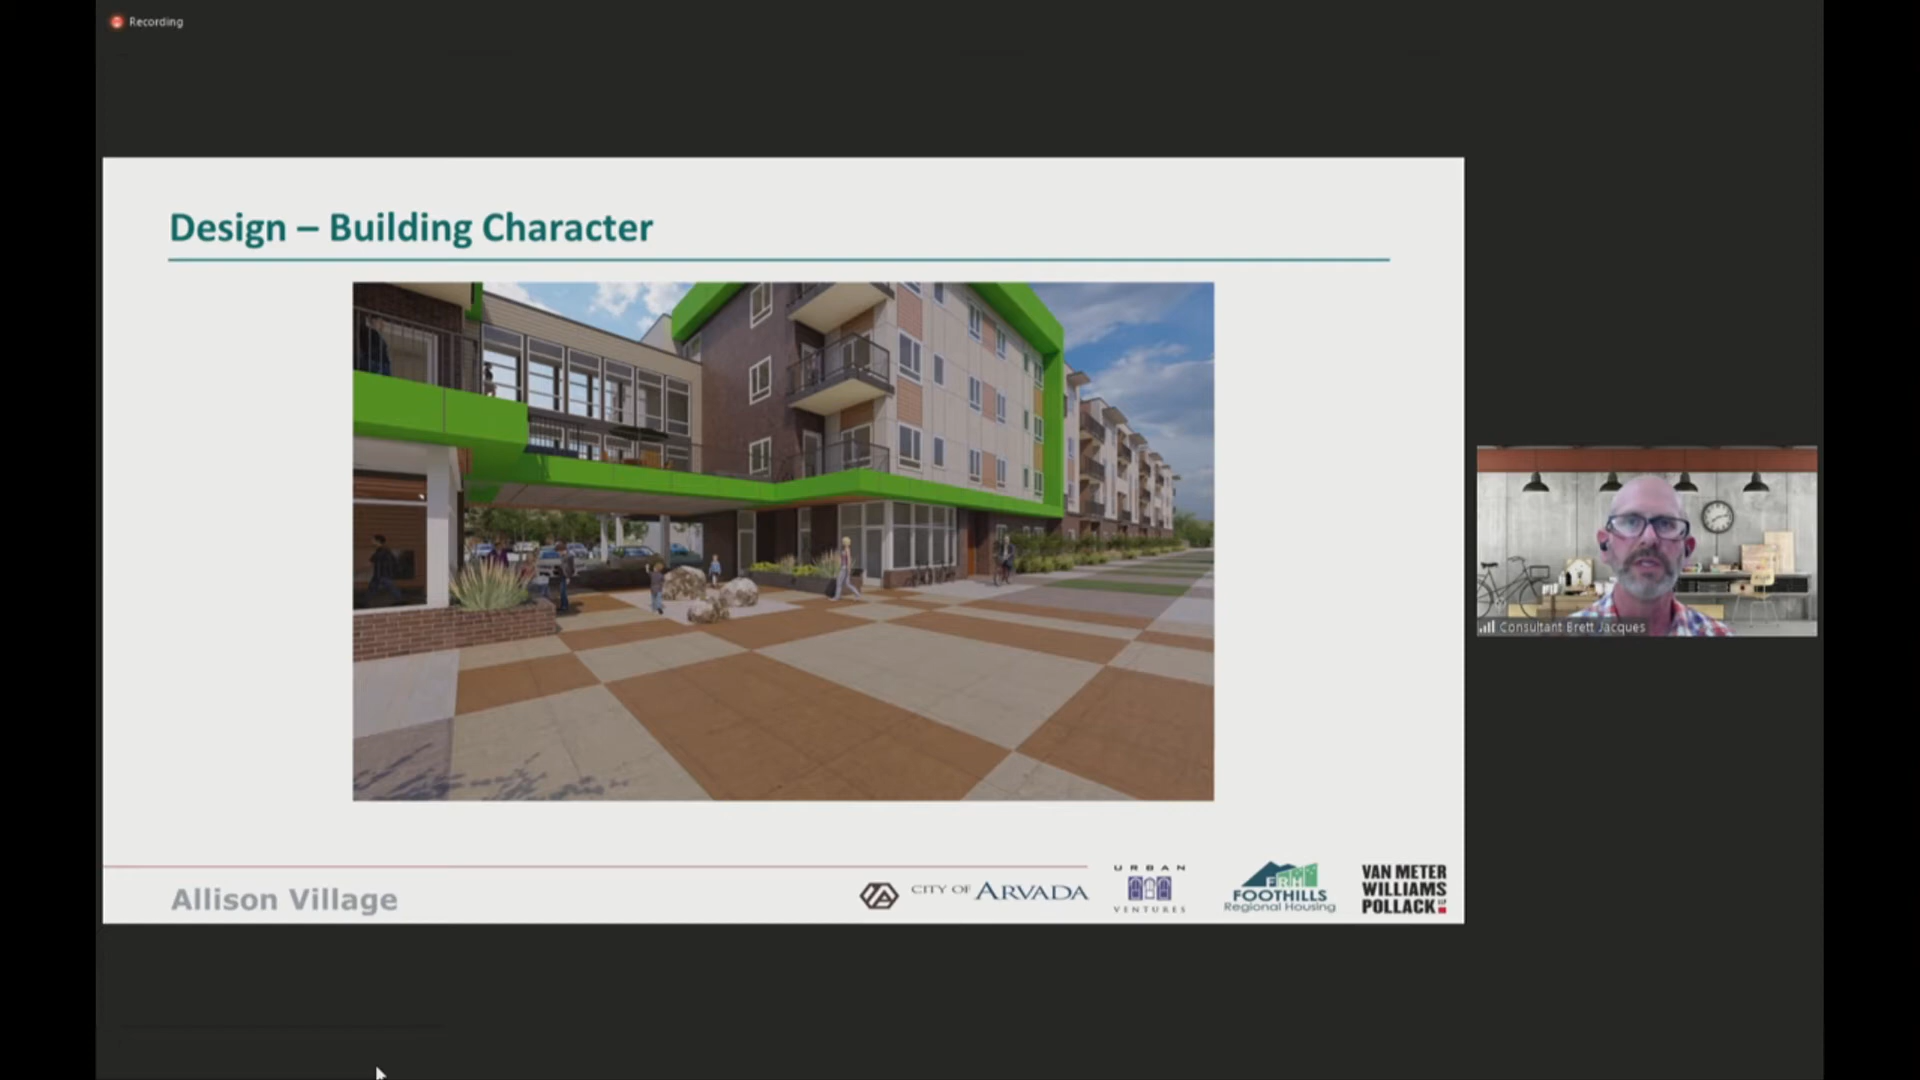 Recording
Design – Building Character
Consultant Brett Jacques
Allison Village
CITY OF ARVADA
URBAN
VENTURES
FRH
FOOTHILLS
Regional Housing
VAN METER
WILLIAMS
POLLACK LLP